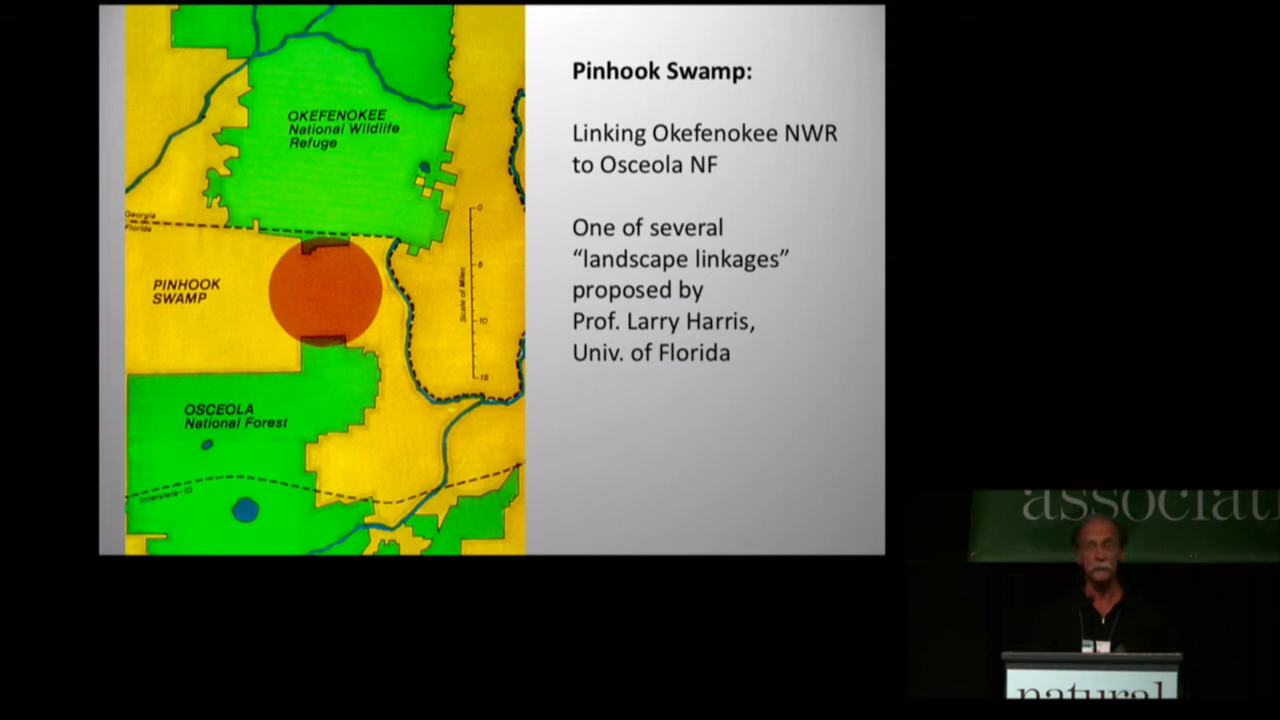 OKEFENOKEE
National Wildlife
Refuge
Georgia
Florida
0
PINHOOK
SWAMP
Scale of Miles
10
OSCEOLA
National Forest
Interstate-10
Pinhook Swamp:
Linking Okefenokee NWR
to Osceola NF
One of several
“landscape linkages”
proposed by
Prof. Larry Harris,
Univ. of Florida
associati
natural